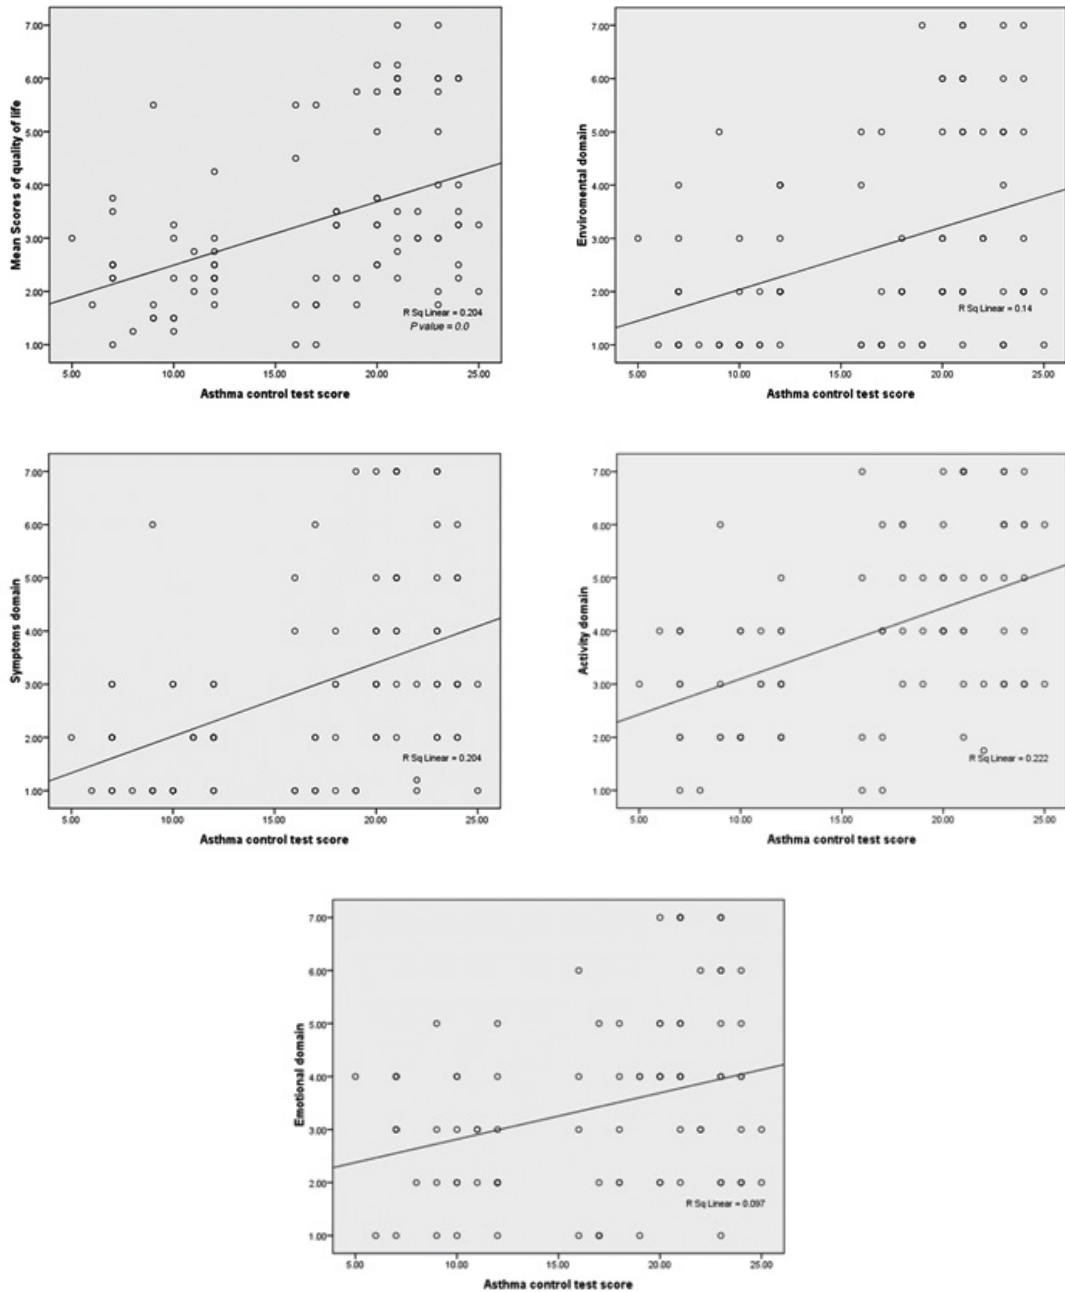 Mean Scores of quality of life
7.00
6.00
5.00
4.00
3.00
2.00
1.00
R Sq Linear = 0.204
P value = 0.0
5.00 10.00 15.00 20.00 25.00
Asthma control test score
Enviromental domain
7.00
6.00
5.00
4.00
3.00
2.00
1.00
R Sq Linear = 0.14
5.00 10.00 15.00 20.00 25.00
Asthma control test score
Symptoms domain
7.00
6.00
5.00
4.00
3.00
2.00
1.00
R Sq Linear = 0.204
5.00 10.00 15.00 20.00 25.00
Asthma control test score
Activity domain
7.00
6.00
5.00
4.00
3.00
2.00
1.00
R Sq Linear = 0.222
5.00 10.00 15.00 20.00 25.00
Asthma control test score
Emotional domain
7.00
6.00
5.00
4.00
3.00
2.00
1.00
R Sq Linear = 0.097
5.00 10.00 15.00 20.00 25.00
Asthma control test score